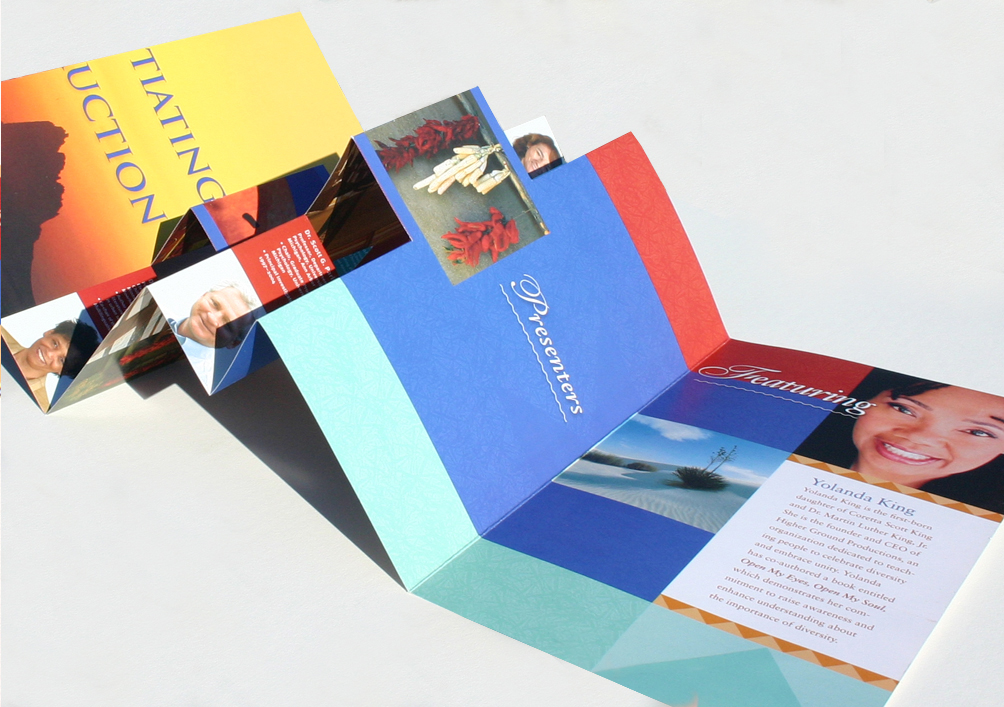 TIATING
UCTION
Dr. Scott G. P
Presenters
Featuring
Yolanda King
Yolanda King is the first-born
daughter of Coretta Scott King
and Dr. Martin Luther King, Jr.
She is the founder and CEO of
Higher Ground Productions, an
organization dedicated to teach-
ing people to celebrate diversity
and embrace unity. Yolanda
has co-authored a book entitled
Open My Eyes, Open My Soul,
which demonstrates her com-
mitment to raise awareness and
enhance understanding about
the importance of diversity.